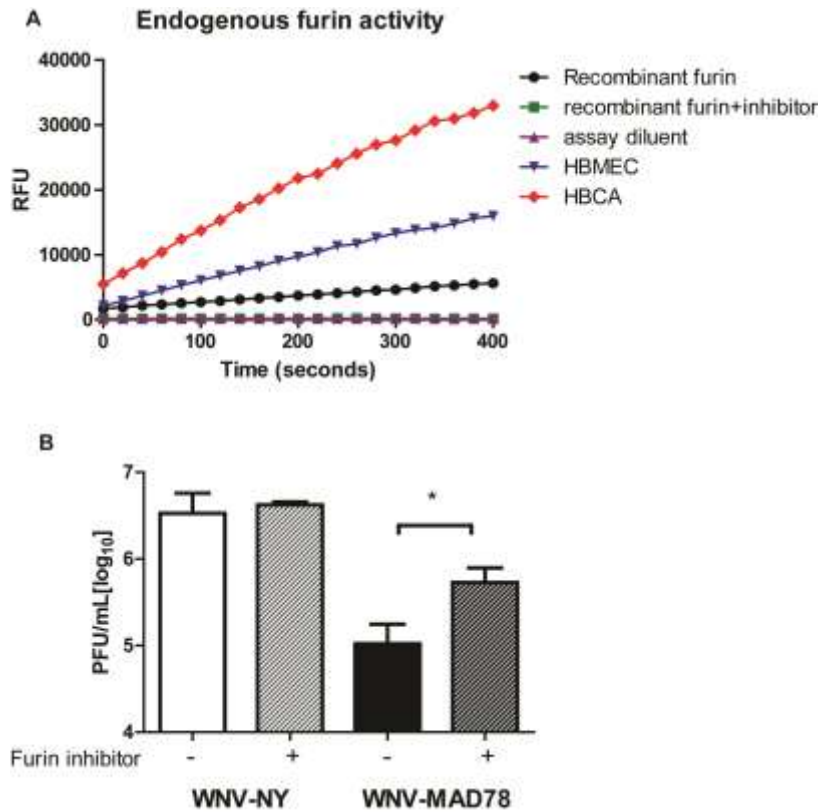 A
Endogenous furin activity
40000
30000
20000
10000
0
RFU
0 100 200 300 400
Time (seconds)
Recombinant furin
recombinant furin+inhibitor
assay diluent
HBMEC
HBCA
B
7
6
5
4
PFU/mL[log10]
*
Furin inhibitor - + - +
WNV-NY WNV-MAD78